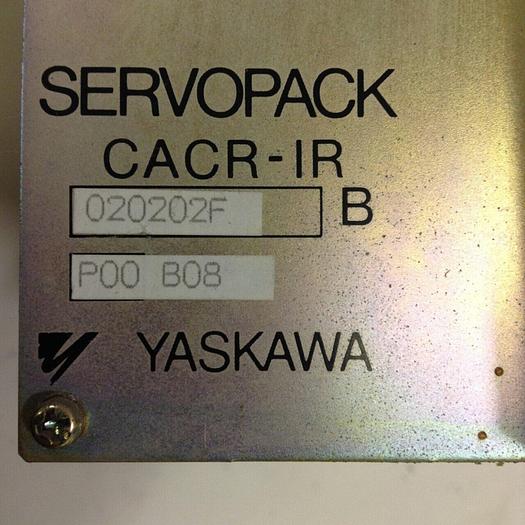 SERVOPACK
CACR-IR
020202F B
P00 B08
YASKAWA